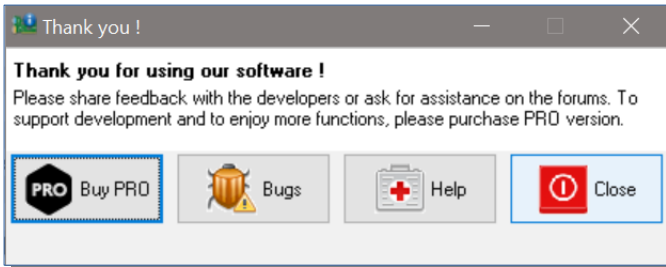 Thank you !
Thank you for using our software !
Please share feedback with the developers or ask for assistance on the forums. To
support development and to enjoy more functions, please purchase PRO version.
PRO Buy PRO Bugs Help Close